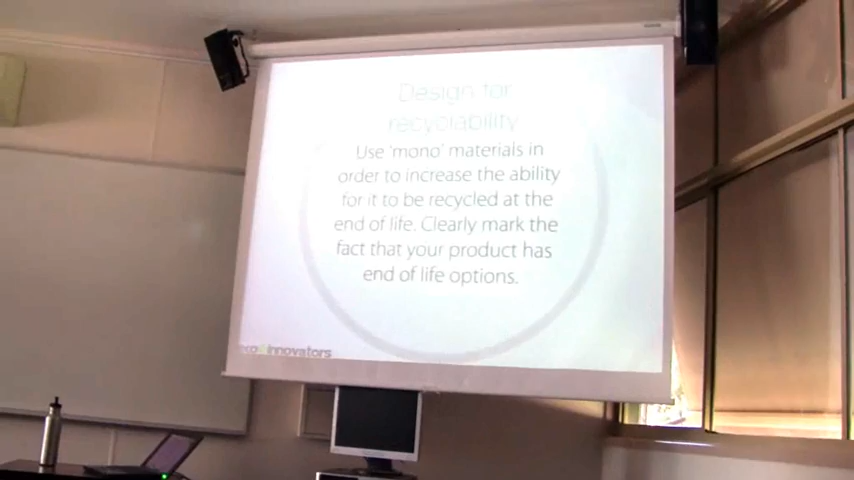 Design for
recyclability
Use 'mono' materials in
order to increase the ability
for it to be recycled at the
end of life. Clearly mark the
fact that your product has
end of life options.
eco innovators